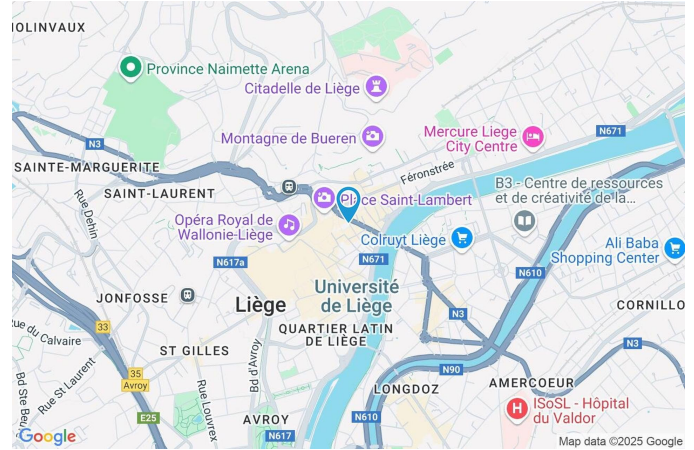 MOLINVAUX
Province Naimette Arena
Citadelle de Liège
Montagne de Bueren
Mercure Liege
City Centre
N671
N3
Féronstrée
SAINTE-MARGUERITE
SAINT-LAURENT
Place Saint-Lambert
B3 - Centre de ressources
et de créativité de la...
Rue Dehin
Opéra Royal de
Wallonie-Liège
Colruyt Liège
Ali Baba
Shopping Center
N617a
N671
N610
JONFOSSE
Liège
Université
de Liège
CORNILLO
33
N3
Rue du Calvaire
QUARTIER LATIN
DE LIÈGE
N3
ST GILLES
35
Avroy
Bd d'Avroy
N90
Rue St Laurent
Bd Ste Beu
Rue Louvrex
LONGDOZ
AMERCOEUR
E25
AVROY
N610
ISoSL - Hôpital
du Valdor
N617
Google
Map data ©2025 Google